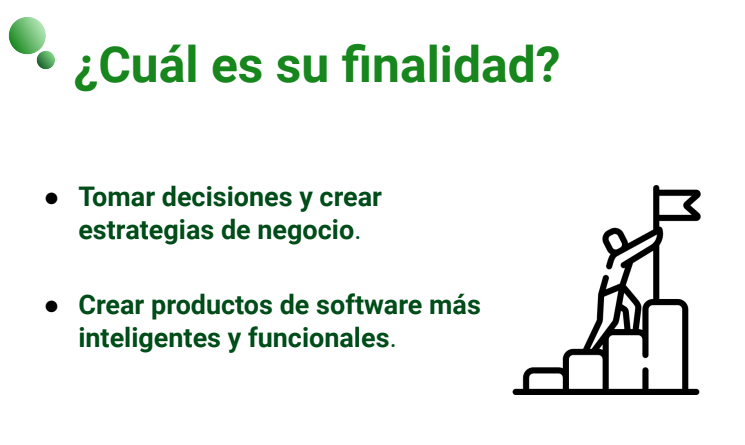 ¿Cuál es su finalidad?
● Tomar decisiones y crear
estrategias de negocio.
● Crear productos de software más
inteligentes y funcionales.